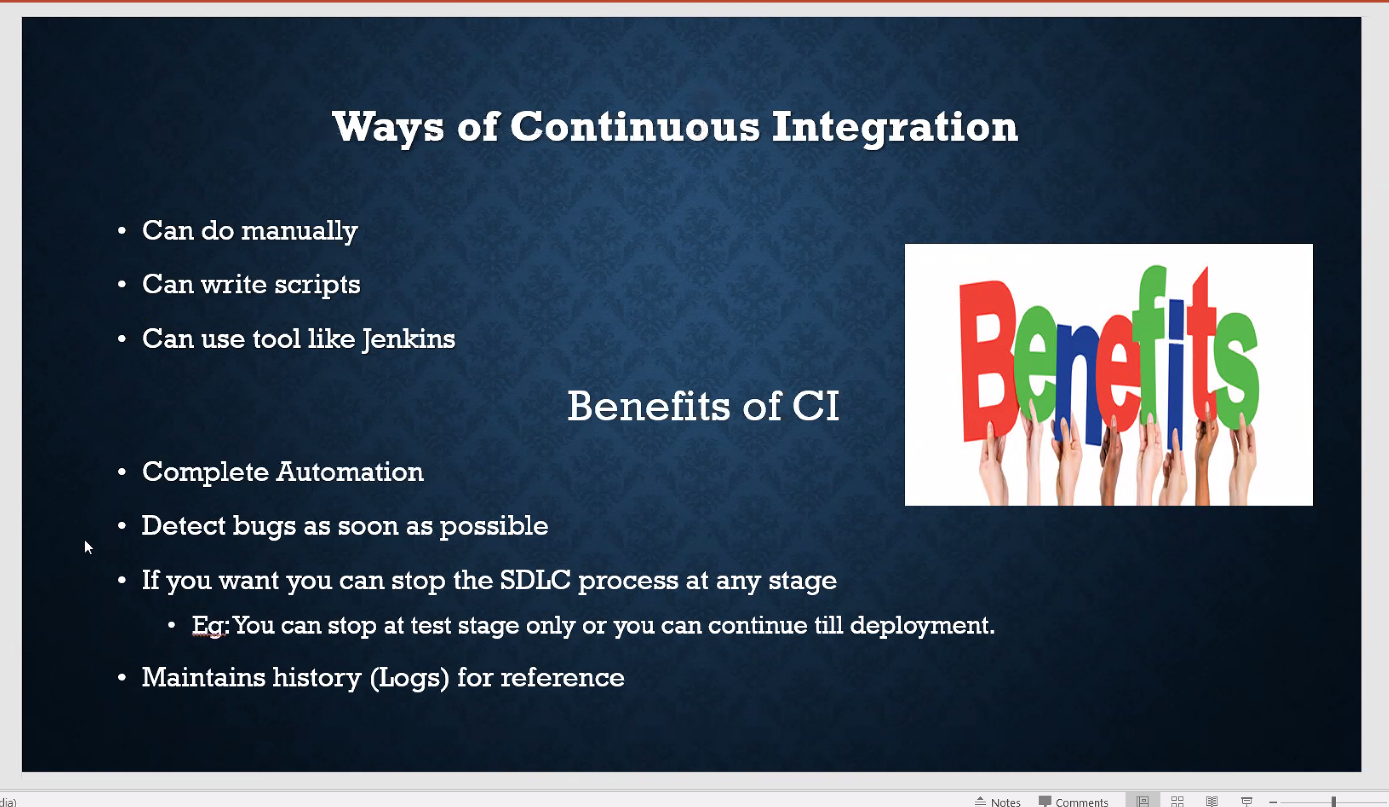 Ways of Continuous Integration
• Can do manually
• Can write scripts
• Can use tool like Jenkins
Benefits
Benefits of CI
• Complete Automation
• Detect bugs as soon as possible
• If you want you can stop the SDLC process at any stage
• Eg:You can stop at test stage only or you can continue till deployment.
• Maintains history (Logs) for reference
dia)
Notes
Comments